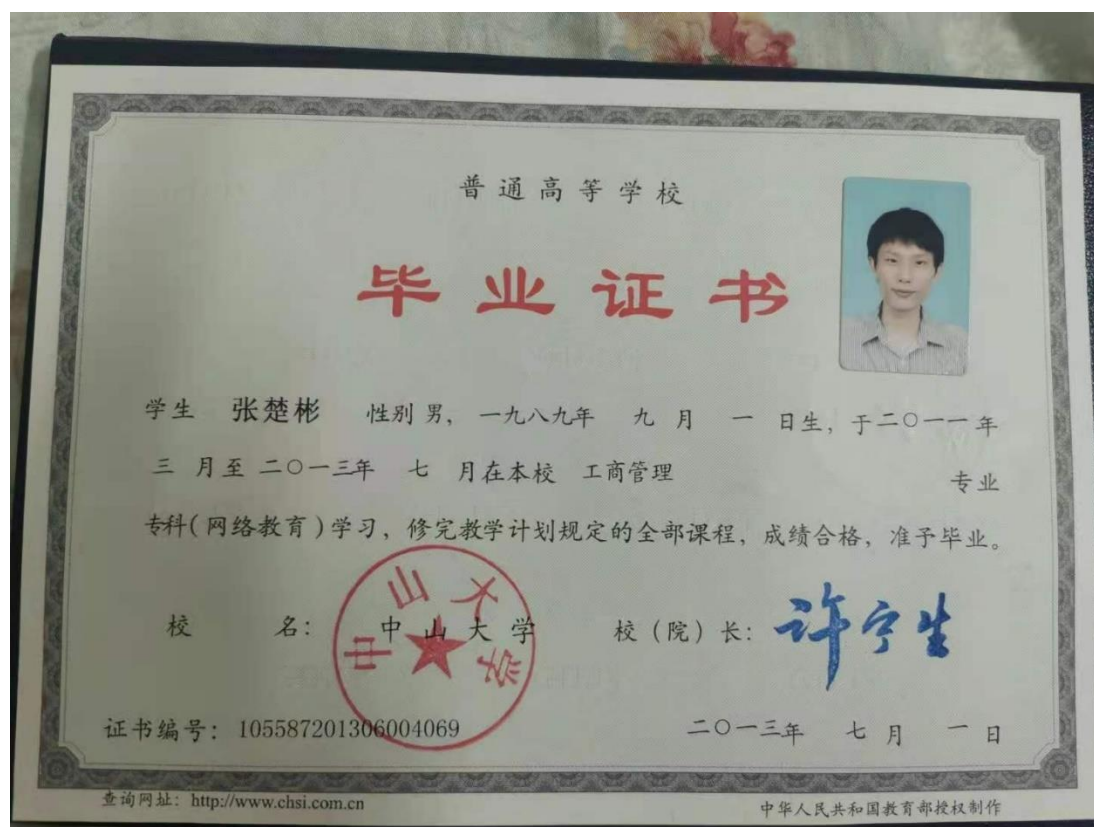 普通高等学校
毕业证书
学生 张楚彬 性别 男, 一九八九年 九 月 一 日生, 于二〇一一年
三 月至 二〇一三年 七 月在本校 工商管理 专业
专科(网络教育)学习, 修完教学计划规定的全部课程, 成绩合格, 准予毕业。
校 名: 中山大学 校(院)长: 许宁生
中山大学
证书编号: 105587201306004069 二〇一三年 七 月 一 日
查询网址: http://www.chsi.com.cn 中华人民共和国教育部授权制作